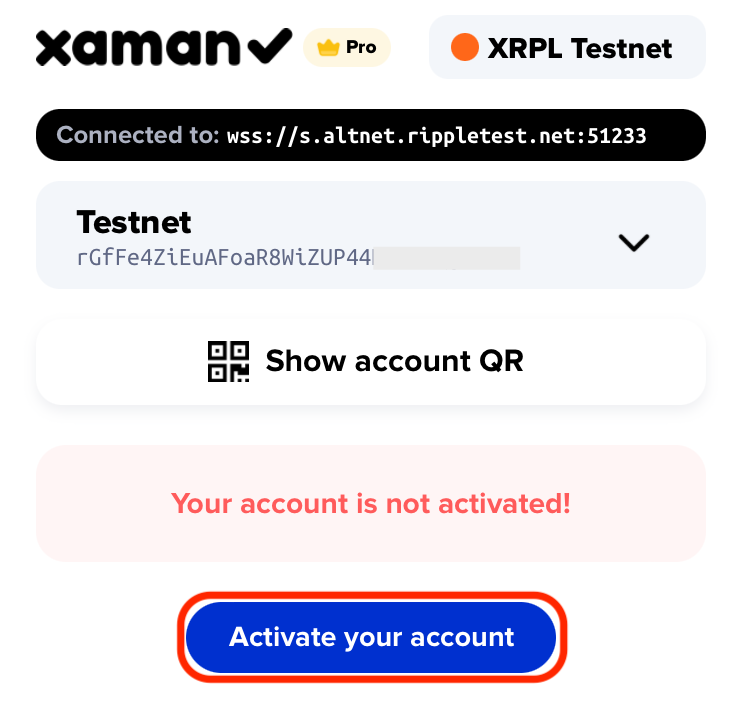 xaman
Pro
XRPL Testnet
Connected to: wss://s.altnet.rippletest.net:51233
Testnet
rGfFe4ZiEuAFoaR8WiZUP44
Show account QR
Your account is not activated!
Activate your account